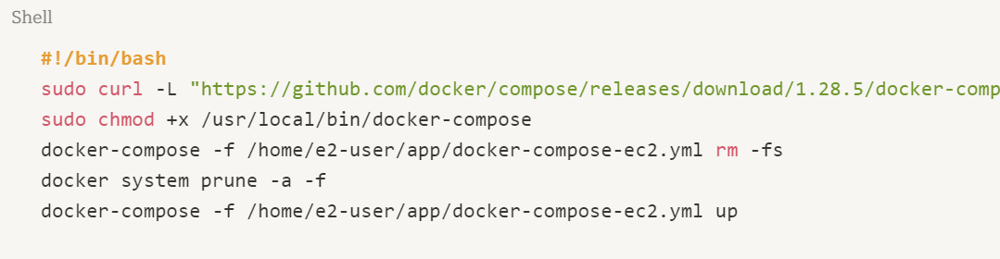 Shell
#!/bin/bash
sudo curl -L "https://github.com/docker/compose/releases/download/1.28.5/docker-comp
sudo chmod +x /usr/local/bin/docker-compose
docker-compose -f /home/e2-user/app/docker-compose-ec2.yml rm -fs
docker system prune -a -f
docker-compose -f /home/e2-user/app/docker-compose-ec2.yml up